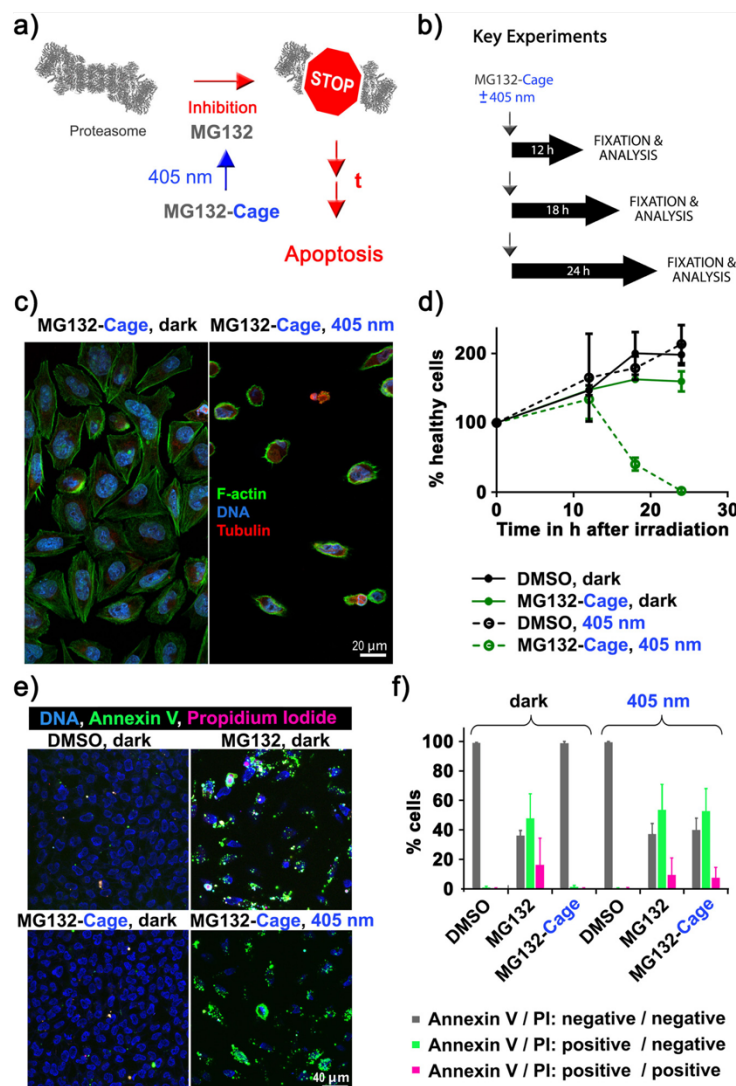 a)
STOP
Proteasome
Inhibition
MG132
405 nm
t
MG132-Cage
Apoptosis
b)
Key Experiments
MG132-Cage
±405 nm
12 h
FIXATION &
ANALYSIS
18 h
FIXATION &
ANALYSIS
24 h
FIXATION &
ANALYSIS
c)
MG132-Cage, dark
MG132-Cage, 405 nm
F-actin
DNA
Tubulin
20 µm
d)
% healthy cells
200
100
0
0
10
20
30
Time in h after irradiation
DMSO, dark
MG132-Cage, dark
DMSO, 405 nm
MG132-Cage, 405 nm
e)
DNA, Annexin V, Propidium Iodide
DMSO, dark
MG132, dark
MG132-Cage, dark
MG132-Cage, 405 nm
40 µm
f)
dark
405 nm
% cells
100
80
60
40
20
0
DMSO
MG132
MG132-Cage
DMSO
MG132
MG132-Cage
Annexin V / PI: negative / negative
Annexin V / PI: positive / negative
Annexin V / PI: positive / positive